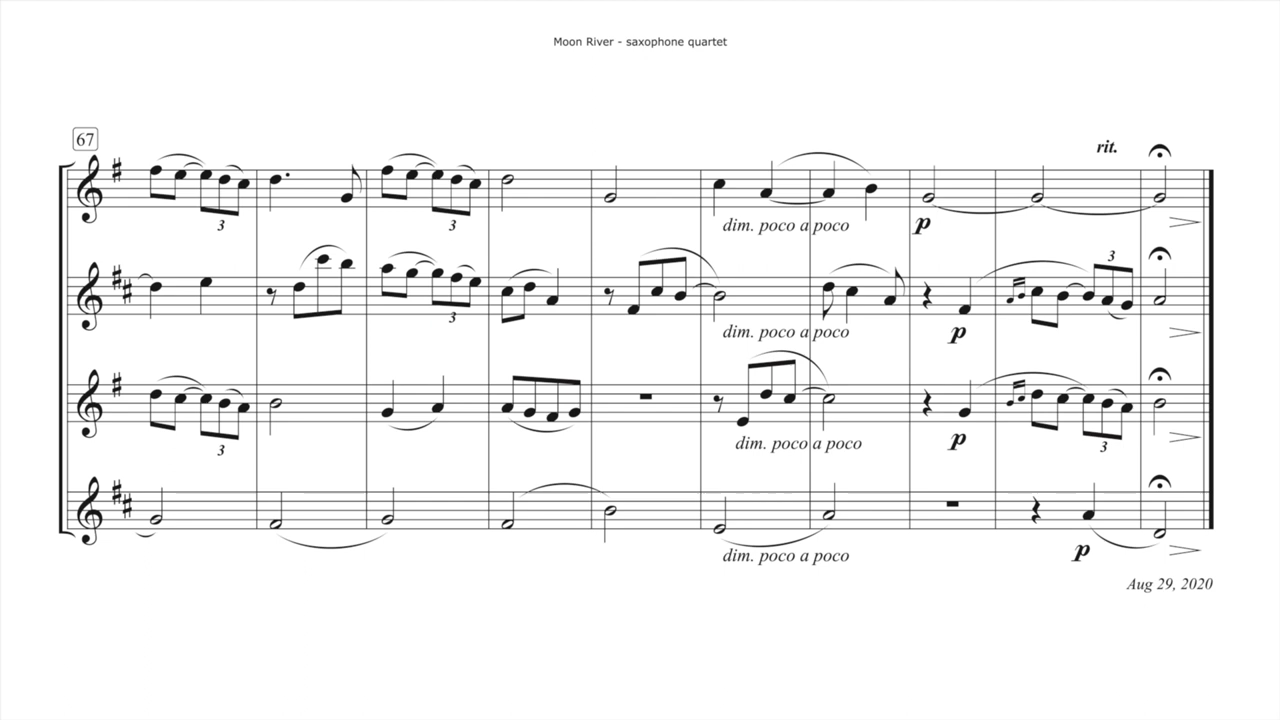 Moon River - saxophone quartet
67
rit.
3
3
dim. poco a poco
p
3
3
dim. poco a poco
p
3
dim. poco a poco
p
3
dim. poco a poco
p
Aug 29, 2020